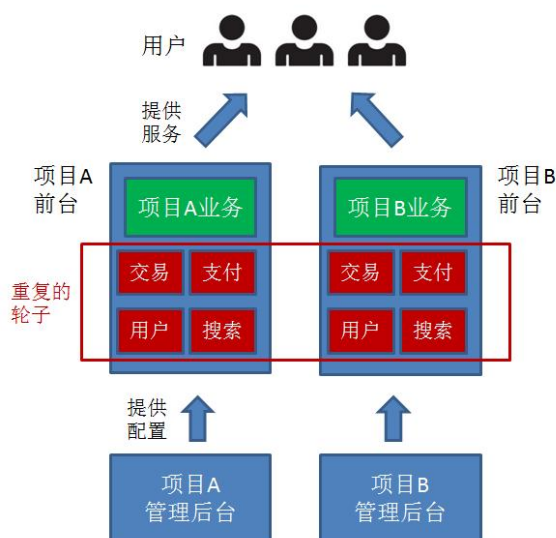 用户
提供
服务
项目A
前台
项目B
前台
项目A业务
项目B业务
重复的
轮子
交易
支付
交易
支付
用户
搜索
用户
搜索
提供
配置
项目A
管理后台
项目B
管理后台